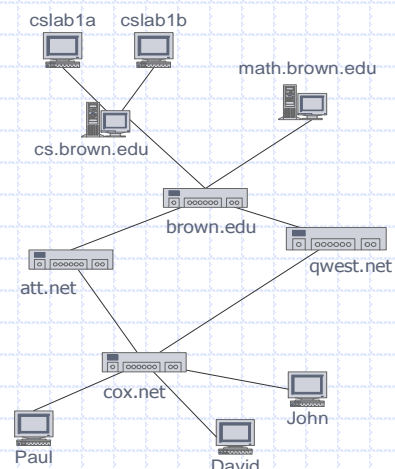 cslab1a cslab1b
math.brown.edu
cs.brown.edu
brown.edu
qwest.net
att.net
cox.net
John
Paul
David